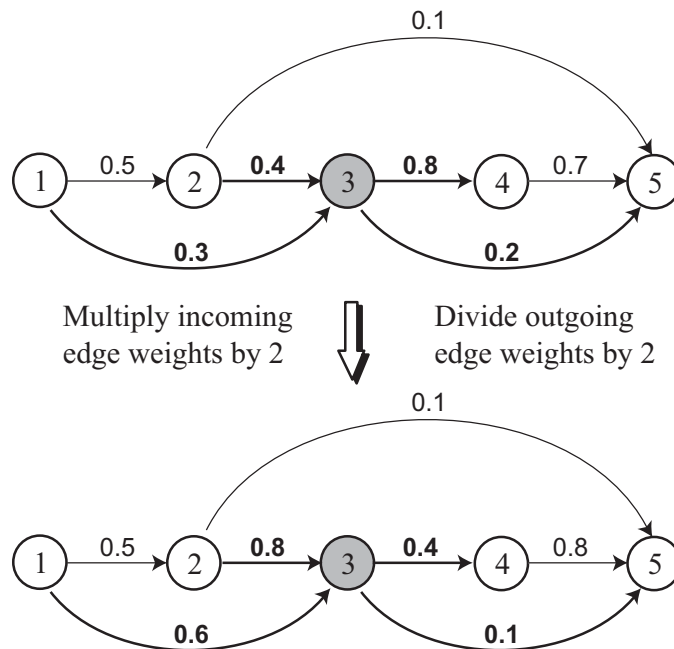 0.1
1 0.5 2 0.4 3 0.8 4 0.7 5
0.3 0.2
Multiply incoming Divide outgoing
edge weights by 2 edge weights by 2
0.1
1 0.5 2 0.8 3 0.4 4 0.8 5
0.6 0.1